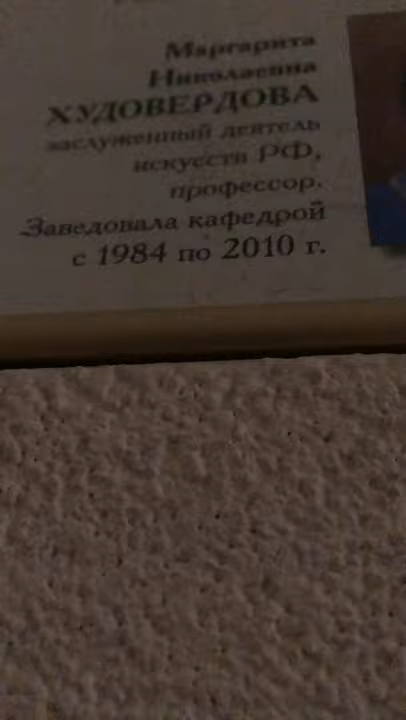 Маргарита
Николаевна
ХУДОВЕРДОВА
заслуженный деятель
искусств РФ,
профессор.
Заведовала кафедрой
с 1984 по 2010 г.